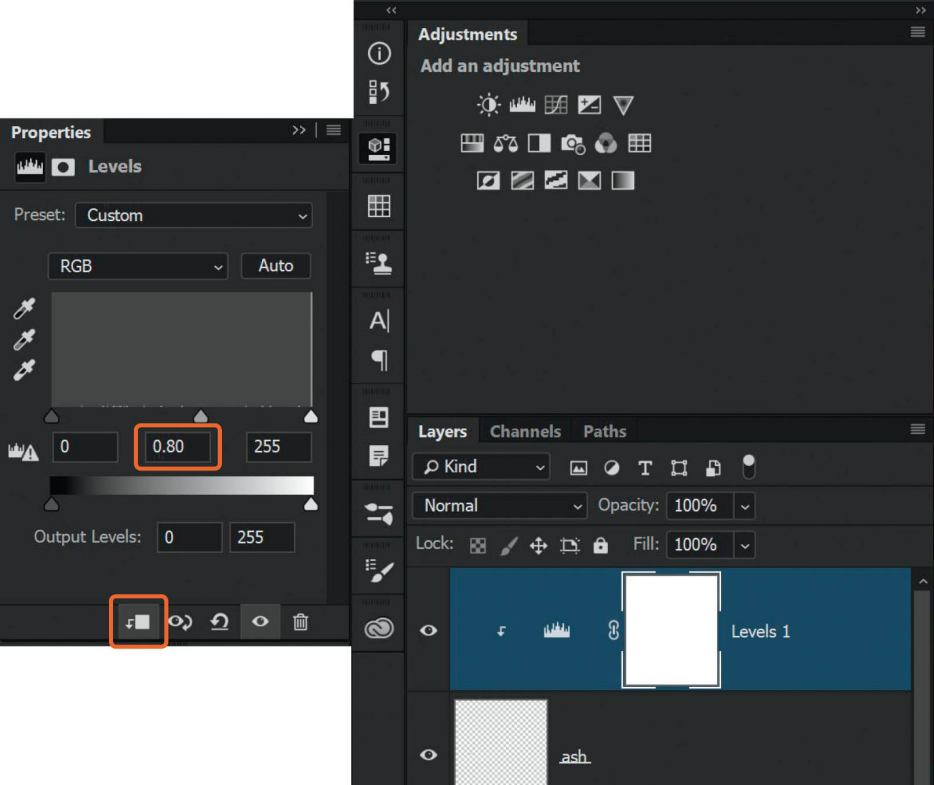 Properties
Levels
Preset: Custom
RGB
Auto
0
0.80
255
Output Levels: 0 255
Adjustments
Add an adjustment
A|
Layers Channels Paths
Kind
T
Normal
Opacity: 100%
Lock:
Fill: 100%
Levels 1
ash